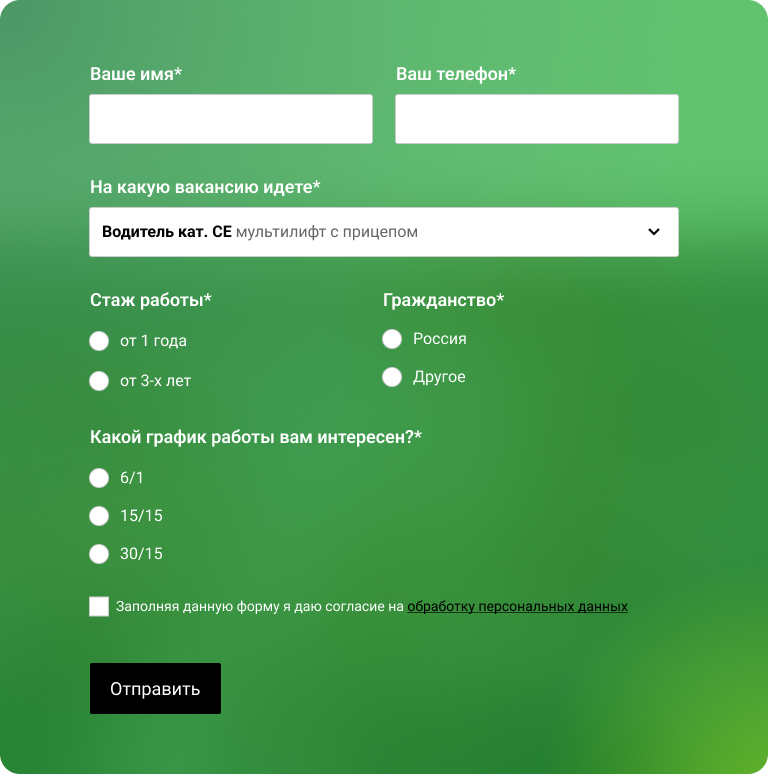 Ваше имя*
Ваш телефон*
На какую вакансию идете*
Водитель кат. СЕ мультилифт с прицепом
Стаж работы*
Гражданство*
от 1 года
Россия
от 3-х лет
Другое
Какой график работы вам интересен?*
6/1
15/15
30/15
Заполняя данную форму я даю согласие на обработку персональных данных
Отправить